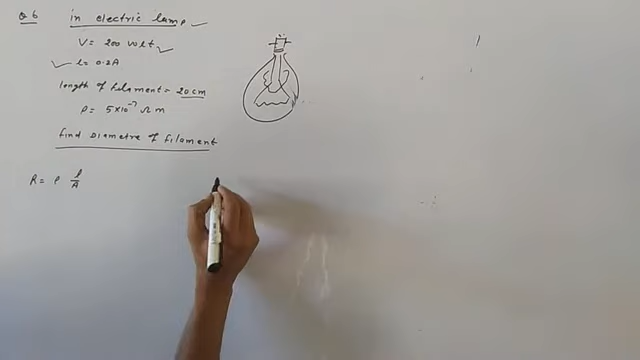 Q6 in electric lamp
V = 200 volt
i = 0.2A
length of filament = 20cm
ρ = 5×10⁻⁷ Ωm
find Diametre of filament
R = ρ l/A